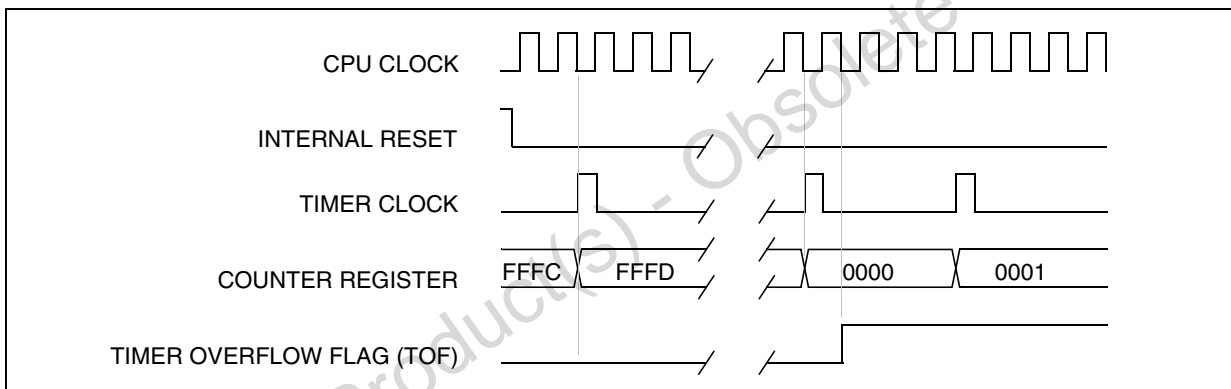 CPU CLOCK
INTERNAL RESET
TIMER CLOCK
COUNTER REGISTER
FFFC FFFD 0000 0001
TIMER OVERFLOW FLAG (TOF)
Product(s) - Obsolete